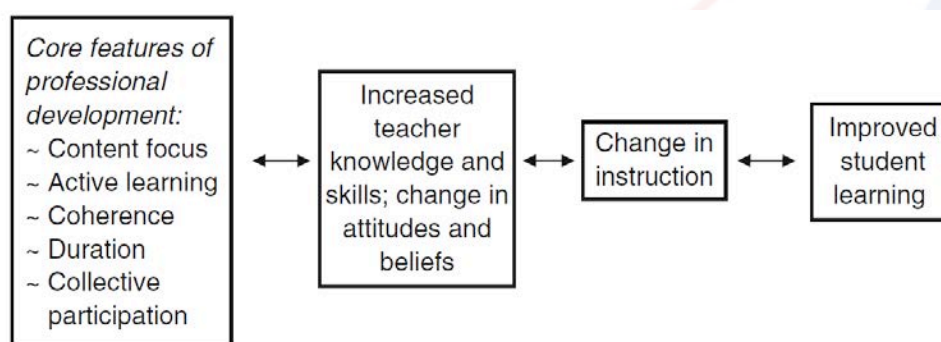 Core features of
professional
development:
~ Content focus
~ Active learning
~ Coherence
~ Duration
~ Collective
participation
Increased
teacher
knowledge and
skills; change in
attitudes and
beliefs
Change in
instruction
Improved
student
learning